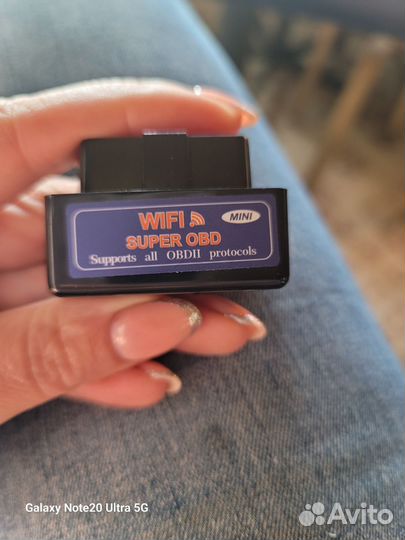 WIFI
MINI
SUPER OBD
Supports all OBDII protocols
Galaxy Note20 Ultra 5G
Avito